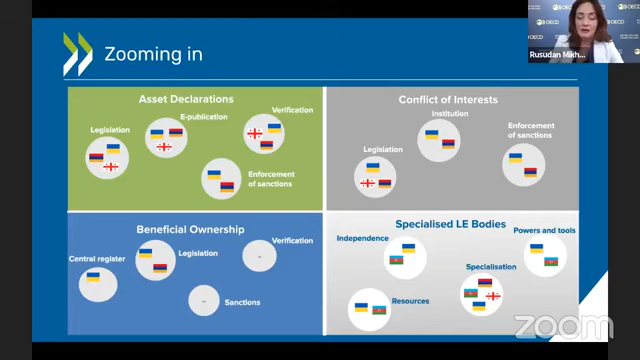 Zooming in
OECD
Rusudan Mikh...
Asset Declarations
Legislation
E-publication
Verification
Enforcement
of sanctions
Conflict of Interests
Institution
Legislation
Enforcement
of sanctions
Beneficial Ownership
Central register
Legislation
Verification
-
-
Sanctions
Specialised LE Bodies
Independence
Powers and tools
Specialisation
Resources
zoom